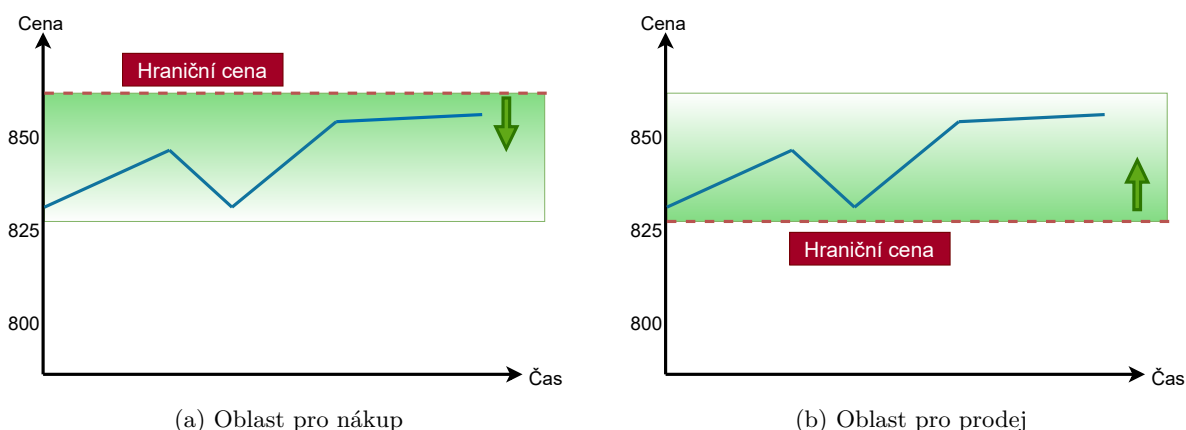 Cena
Hraniční cena
850
825
800
Čas
(a) Oblast pro nákup
Cena
850
825
Hraniční cena
800
Čas
(b) Oblast pro prodej